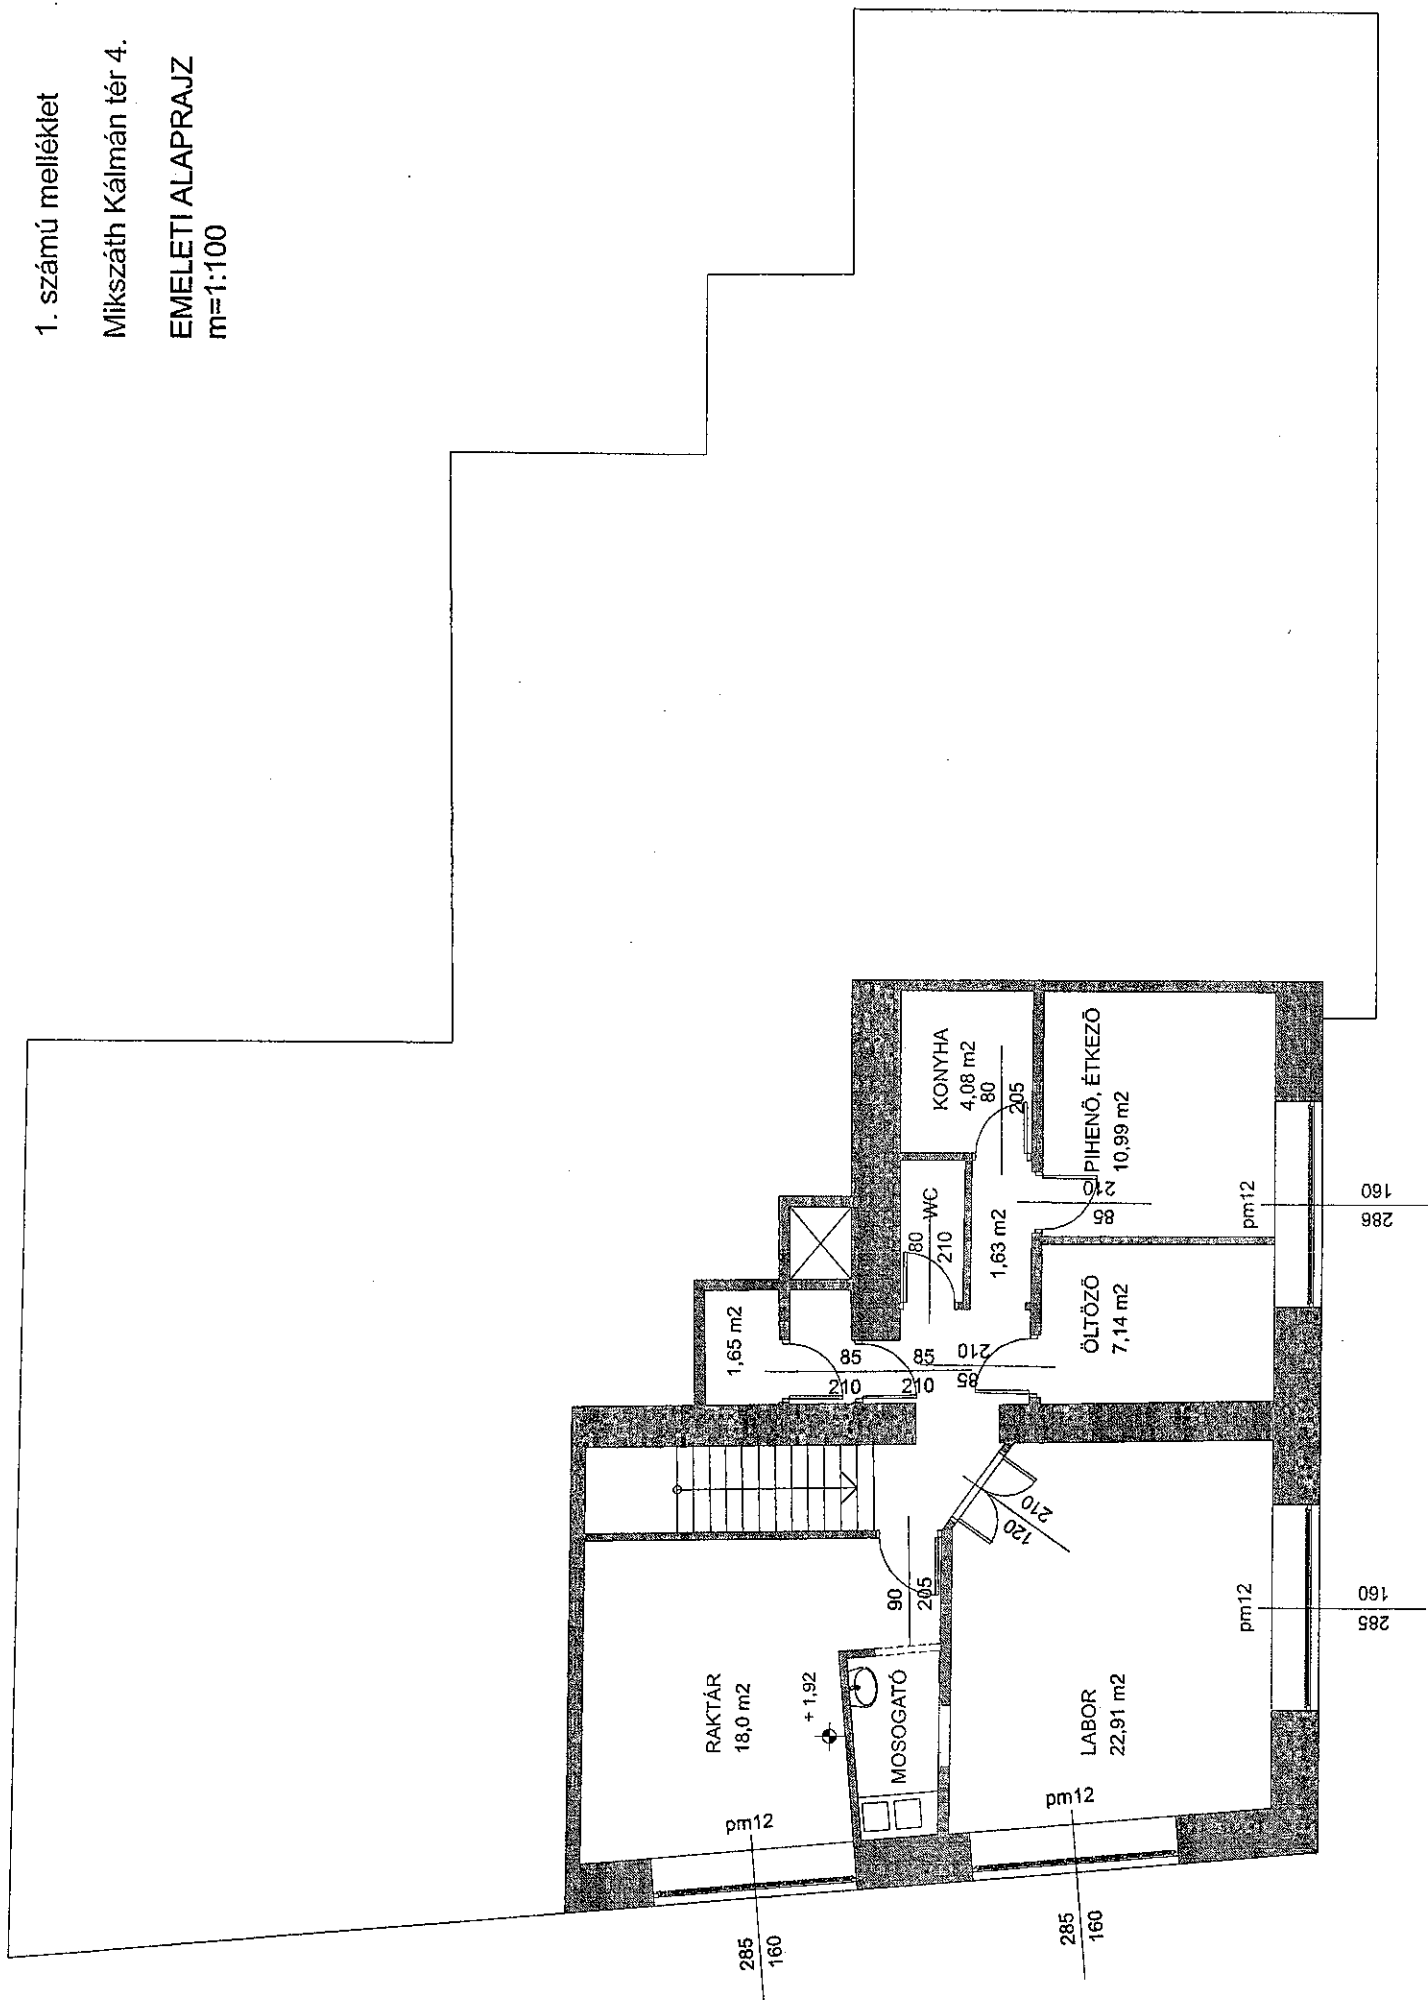 1. számú melléklet
Mikszáth Kálmán tér 4.
EMELETI ALAPRAJZ
m=1:100
KONYHA
4,08 m2
80
205
PIHENŐ, ÉTKEZŐ
10,99 m2
210
85
WC
80
210
1,63 m2
1,65 m2
85
210
85
210
210
85
ÖLTÖZŐ
7,14 m2
pm12
160
286
120
210
90
205
RAKTÁR
18,0 m2
+ 1,92
MOSOGATÓ
LABOR
22,91 m2
pm12
160
285
pm12
285
160
pm12
285
160